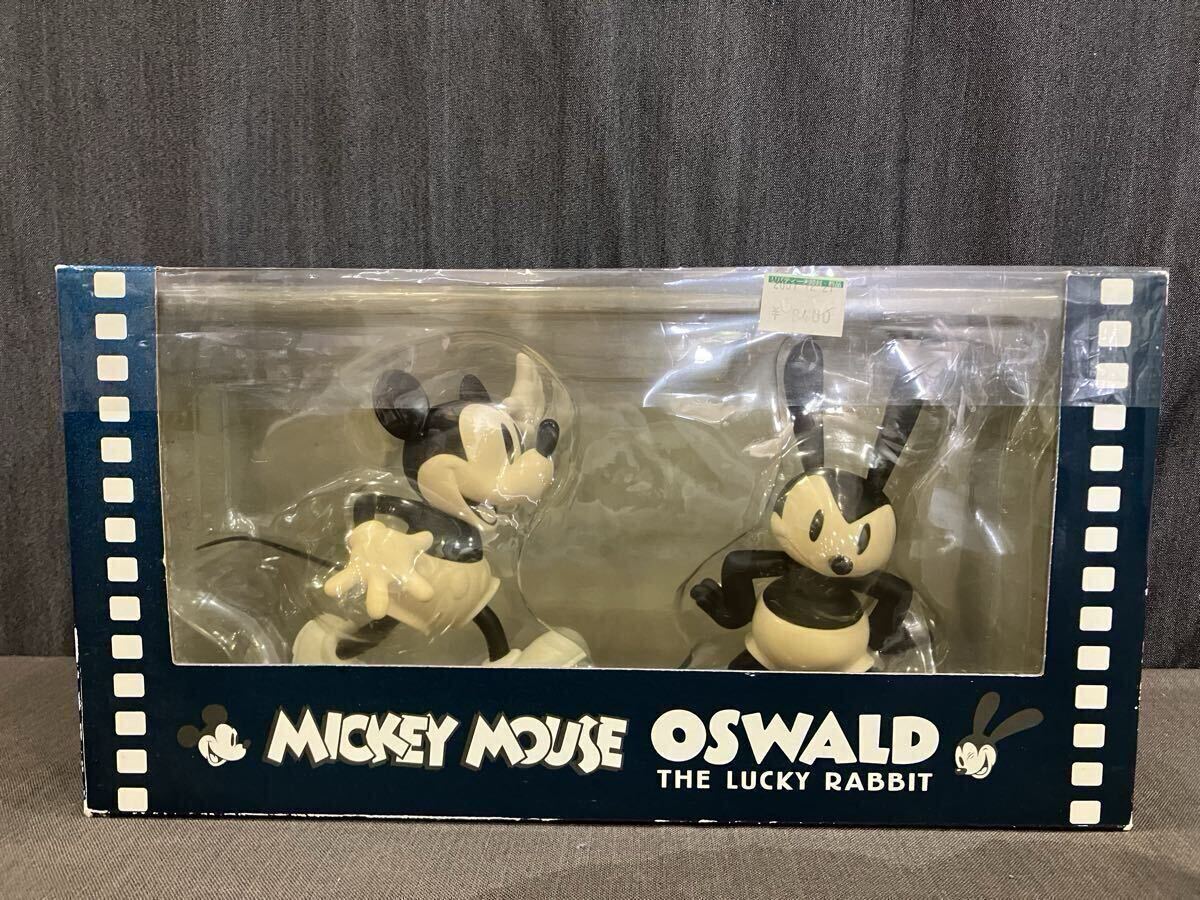 ¥
MICKEY MOUSE
OSWALD
THE LUCKY RABBIT